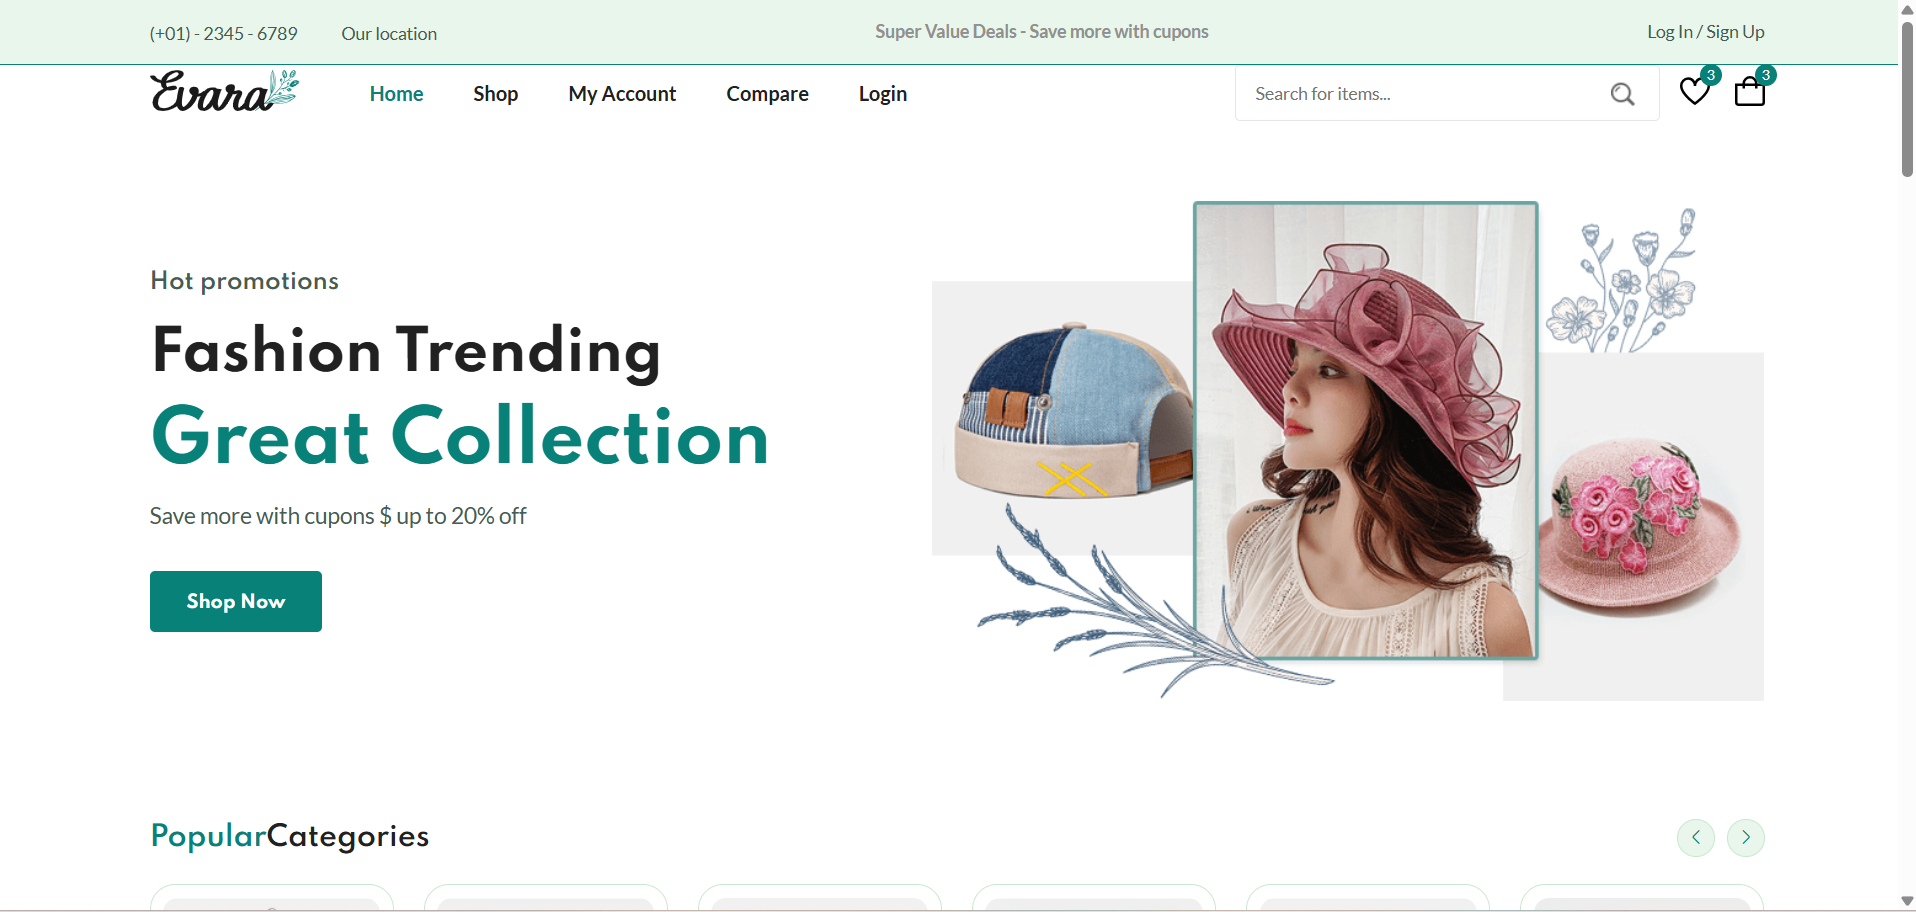 (+01) - 2345 - 6789 Our location Super Value Deals - Save more with cupons Log In / Sign Up
Evara Home Shop My Account Compare Login Search for items... 3 3
Hot promotions
Fashion Trending
Great Collection
Save more with cupons $ up to 20% off
Shop Now
PopularCategories